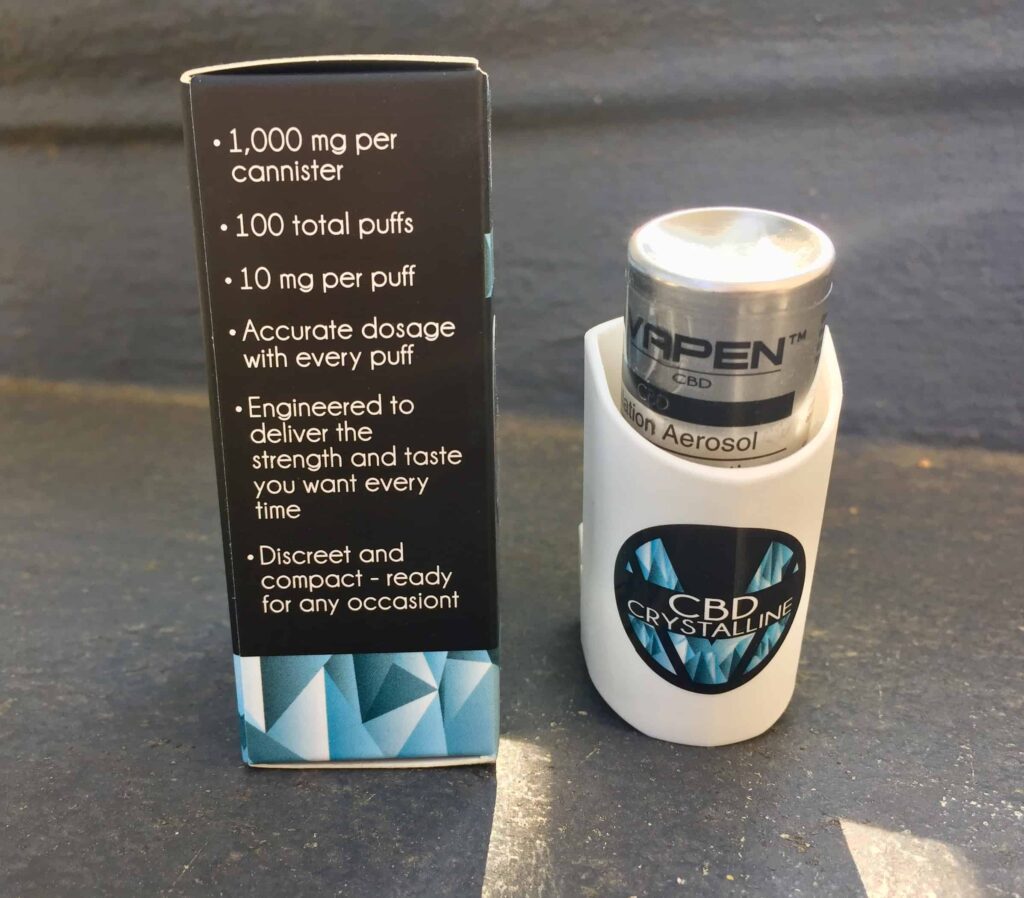 • 1,000 mg per
cannister
• 100 total puffs
• 10 mg per puff
• Accurate dosage
with every puff
• Engineered to
deliver the
strength and taste
you want every
time
• Discreet and
compact - ready
for any occasiont
VAPEN™
CBD
CBD
ation Aerosol
CBD
CRYSTALLINE